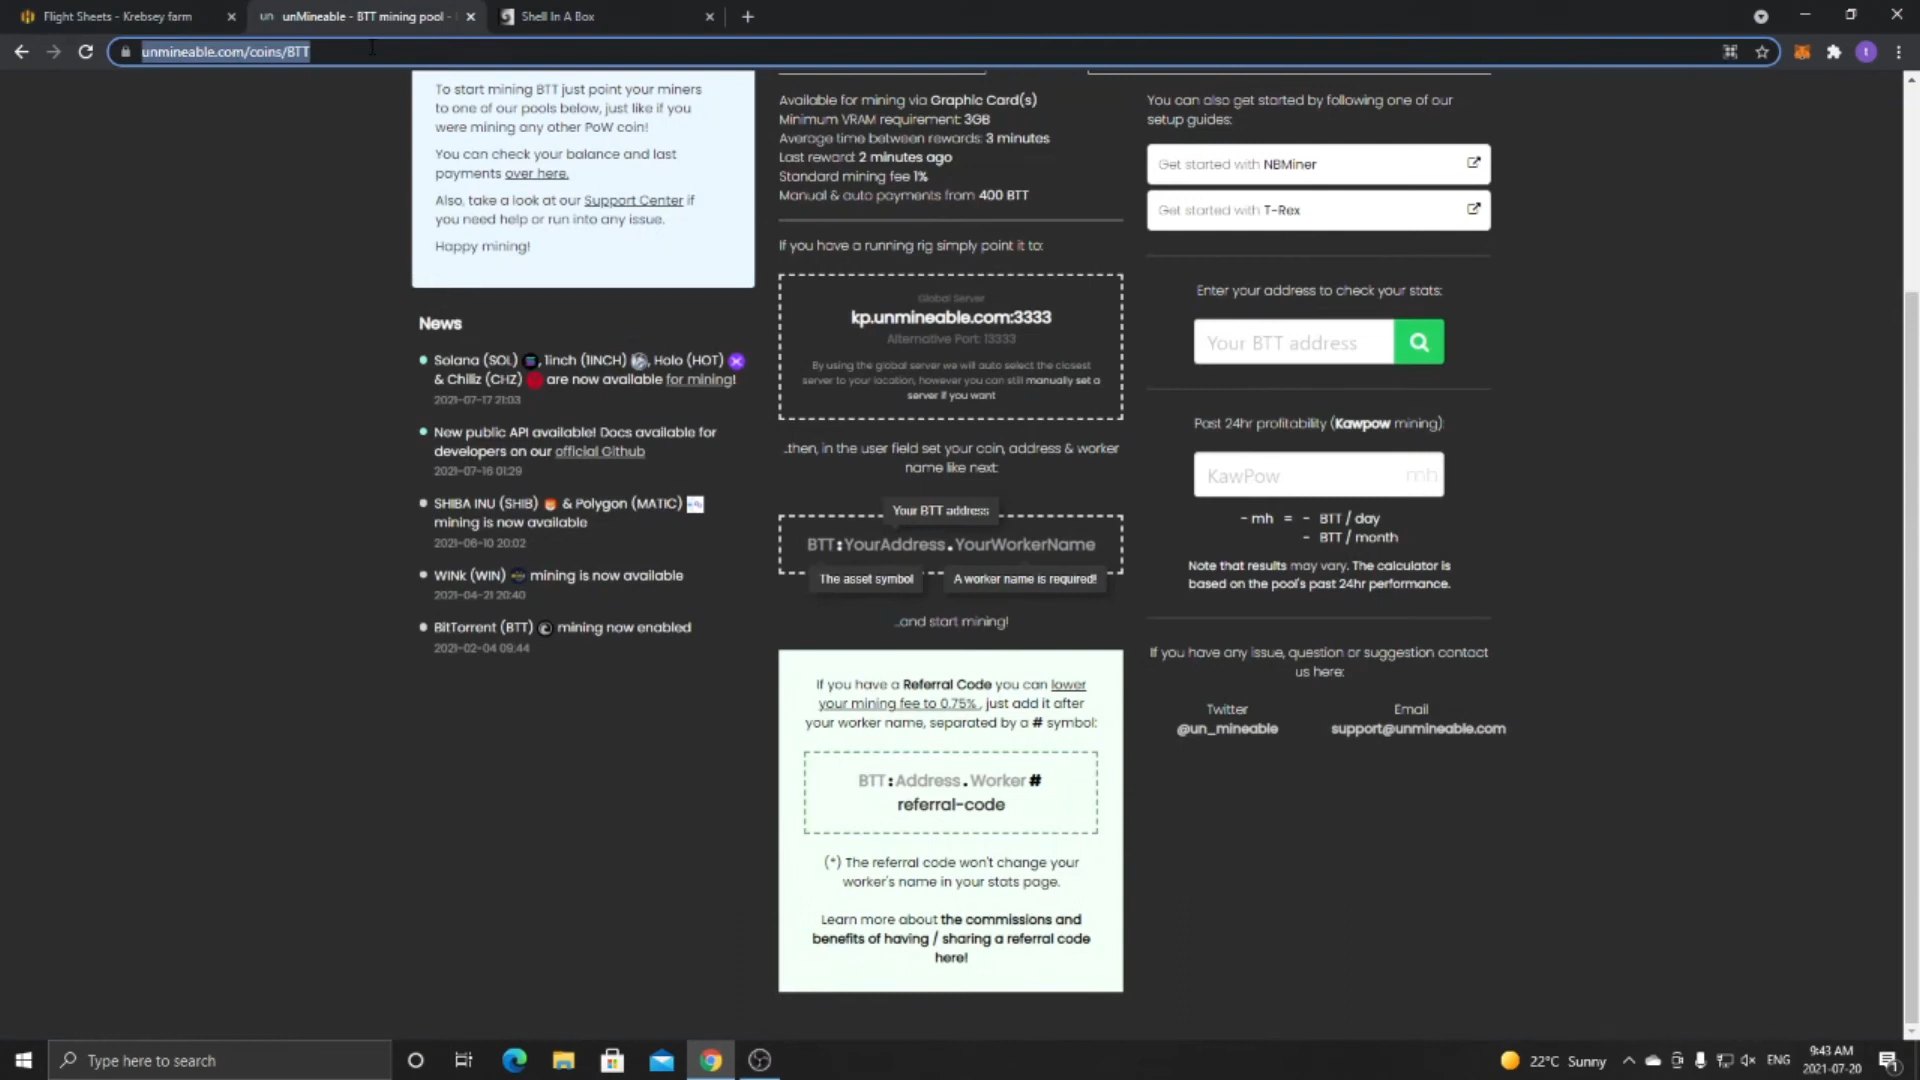 Flight Sheets - Krebsey farm
un unMineable - BTT mining pool -
Shell In A Box
unmineable.com/coins/BTT
To start mining BTT just point your miners
to one of our pools below, just like if you
were mining any other PoW coin!
You can check your balance and last
payments over here.
Also, take a look at our Support Center if
you need help or run into any issue.
Happy mining!
News
Solana (SOL) , 1inch (1INCH) , Holo (HOT)
& Chiliz (CHZ) are now available for mining!
2021-07-17 21:03
New public API available! Docs available for
developers on our official Github
2021-07-16 01:29
SHIBA INU (SHIB) & Polygon (MATIC)
mining is now available
2021-06-10 20:02
WINk (WIN) mining is now available
2021-04-21 20:40
BitTorrent (BTT) mining now enabled
2021-02-04 09:44
Available for mining via Graphic Card(s)
Minimum VRAM requirement: 3GB
Average time between rewards: 3 minutes
Last reward: 2 minutes ago
Standard mining fee 1%
Manual & auto payments from 400 BTT
If you have a running rig simply point it to:
Global Server
kp.unmineable.com:3333
Alternative Port: 13333
By using the global server we will auto select the closest
server to your location, however you can still manually set a
server if you want
..then, in the user field set your coin, address & worker
name like next:
Your BTT address
BTT:YourAddress.YourWorkerName
The asset symbol
A worker name is required!
..and start mining!
If you have a Referral Code you can lower
your mining fee to 0.75% , just add it after
your worker name, separated by a # symbol:
BTT:Address.Worker#
referral-code
(*) The referral code won't change your
worker's name in your stats page.
Learn more about the commissions and
benefits of having / sharing a referral code
here!
You can also get started by following one of our
setup guides:
Get started with NBMiner
Get started with T-Rex
Enter your address to check your stats:
Your BTT address
Past 24hr profitability (Kawpow mining):
KawPow mh
- mh = - BTT / day
- BTT / month
Note that results may vary. The calculator is
based on the pool's past 24hr performance.
If you have any issue, question or suggestion contact
us here:
Twitter
@un_mineable
Email
support@unmineable.com
Type here to search
22°C Sunny
ENG
9:43 AM
2021-07-20